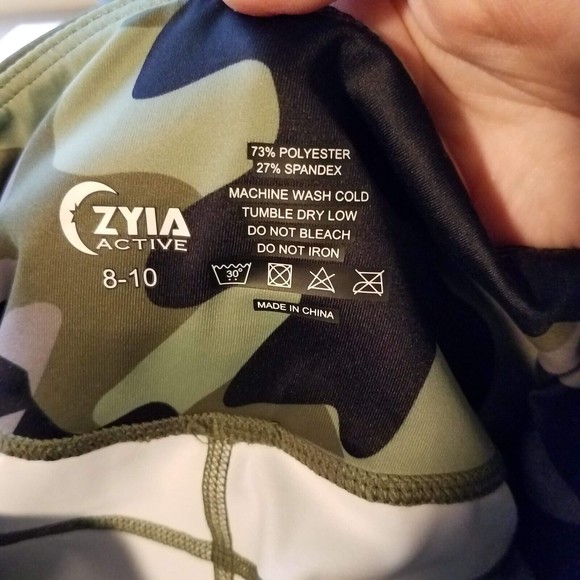 ZYIA
ACTIVE
8-10
73% POLYESTER
27% SPANDEX
MACHINE WASH COLD
TUMBLE DRY LOW
DO NOT BLEACH
DO NOT IRON
30°
MADE IN CHINA